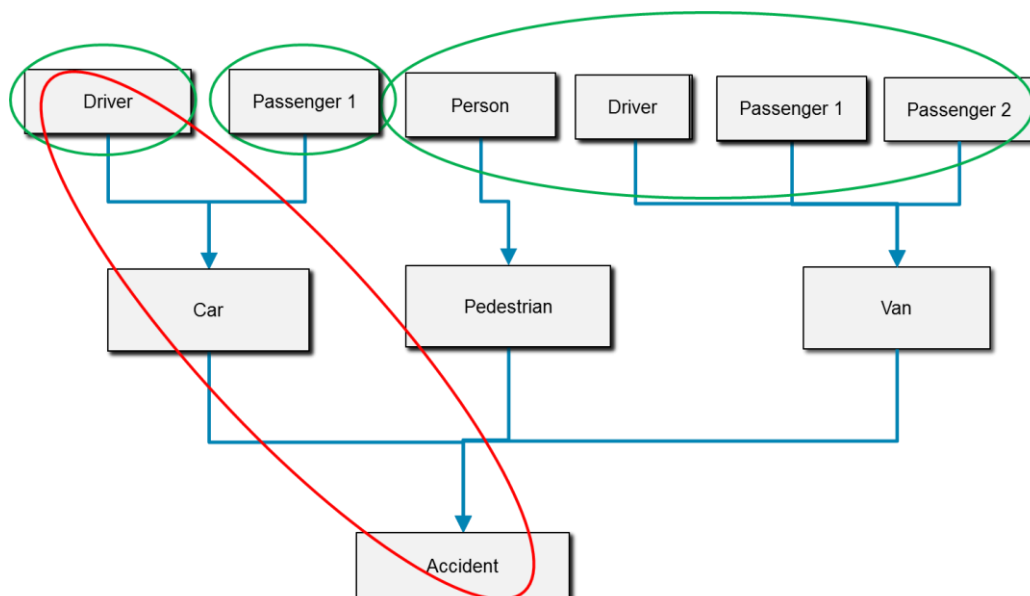 Driver
Passenger 1
Person
Driver
Passenger 1
Passenger 2
Car
Pedestrian
Van
Accident